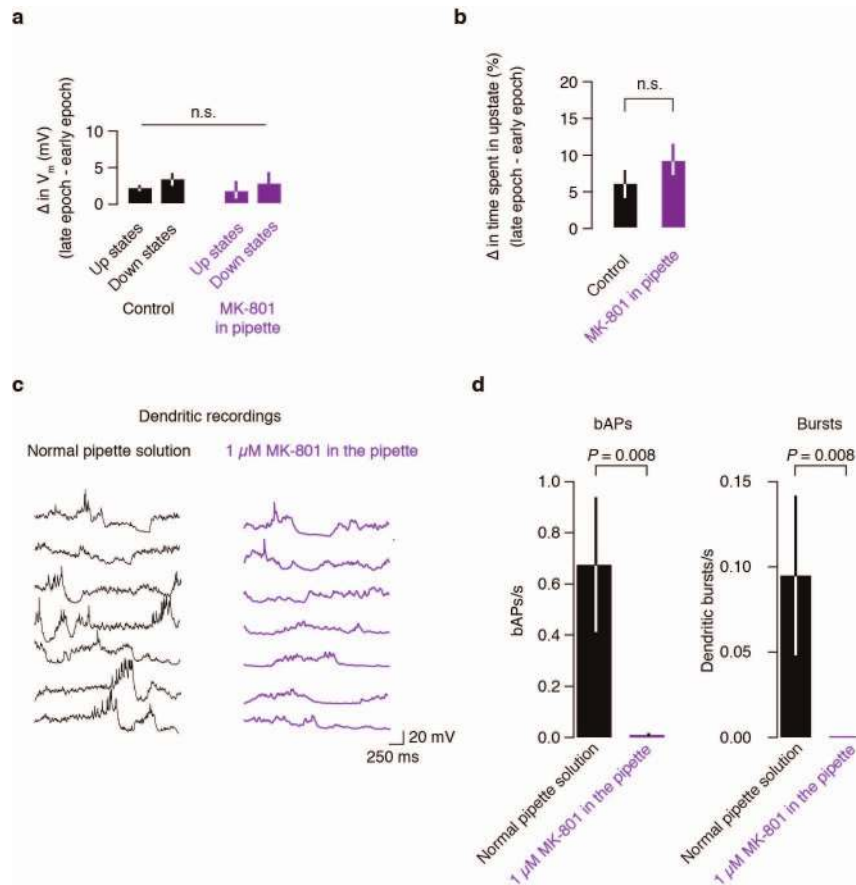 a
Δ in Vm (mV)
(late epoch - early epoch)
10
5
0
n.s.
Up states
Down states
Up states
Down states
Control
MK-801
in pipette
b
Δ in time spent in upstate (%)
(late epoch - early epoch)
20
15
10
5
0
n.s.
Control
MK-801 in pipette
c
Dendritic recordings
Normal pipette solution
1 µM MK-801 in the pipette
20 mV
250 ms
d
bAPs
P = 0.008
bAPs/s
1.0
0.8
0.6
0.4
0.2
0.0
Normal pipette solution
1 µM MK-801 in the pipette
Bursts
P = 0.008
Dendritic bursts/s
0.15
0.10
0.05
0.00
Normal pipette solution
1 µM MK-801 in the pipette